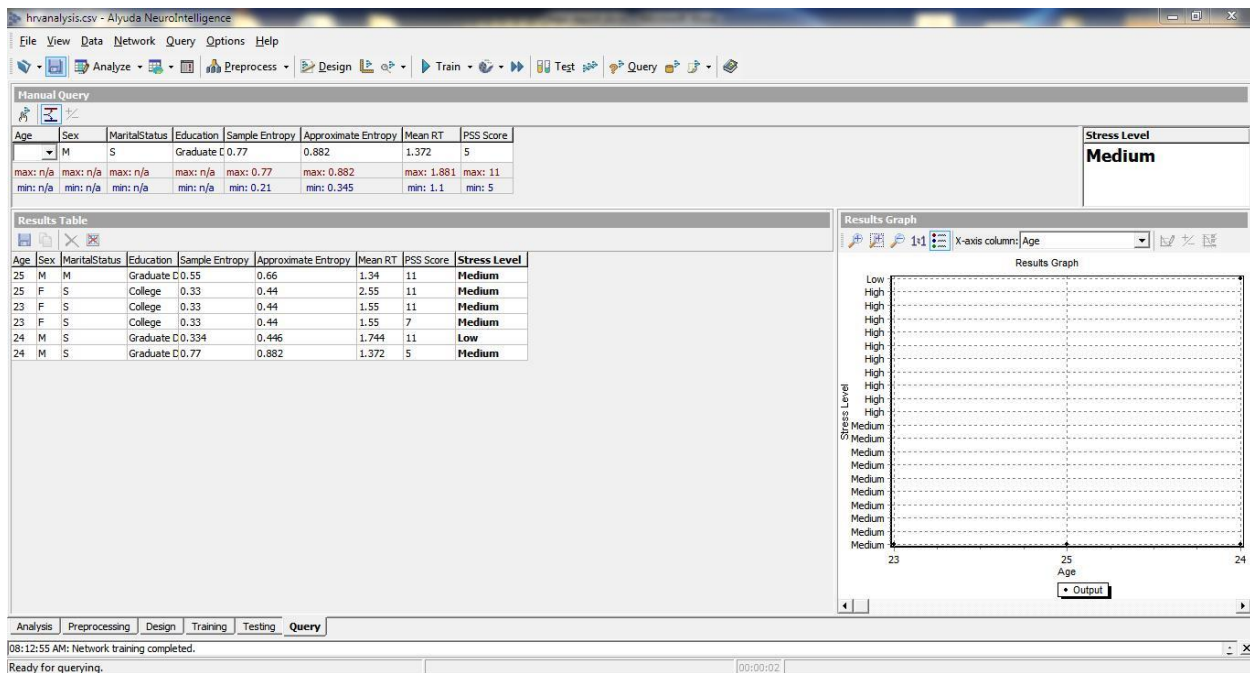 hrvanalysis.csv - Alyuda NeuroIntelligence
File View Data Network Query Options Help
Analyze Preprocess Design Train Test Query
Manual Query
Age Sex MaritalStatus Education Sample Entropy Approximate Entropy Mean RT PSS Score
M S Graduate D 0.77 0.882 1.372 5
max: n/a max: n/a max: n/a max: n/a max: 0.77 max: 0.882 max: 1.881 max: 11
min: n/a min: n/a min: n/a min: n/a min: 0.21 min: 0.345 min: 1.1 min: 5
Stress Level
Medium
Results Table
Age Sex MaritalStatus Education Sample Entropy Approximate Entropy Mean RT PSS Score Stress Level
25 M M Graduate D 0.55 0.66 1.34 11 Medium
25 F S College 0.33 0.44 2.55 11 Medium
23 F S College 0.33 0.44 1.55 11 Medium
23 F S College 0.33 0.44 1.55 7 Medium
24 M S Graduate D 0.334 0.446 1.744 11 Low
24 M S Graduate D 0.77 0.882 1.372 5 Medium
Results Graph
1:1 X-axis column: Age
Results Graph
Low
High
High
High
High
High
High
High
High
High
High
Medium
Medium
Medium
Medium
Medium
Medium
Medium
Medium
Medium
Medium
Stress Level
23 25 24
Age
Output
Analysis Preprocessing Design Training Testing Query
08:12:55 AM: Network training completed.
Ready for querying. 00:00:02